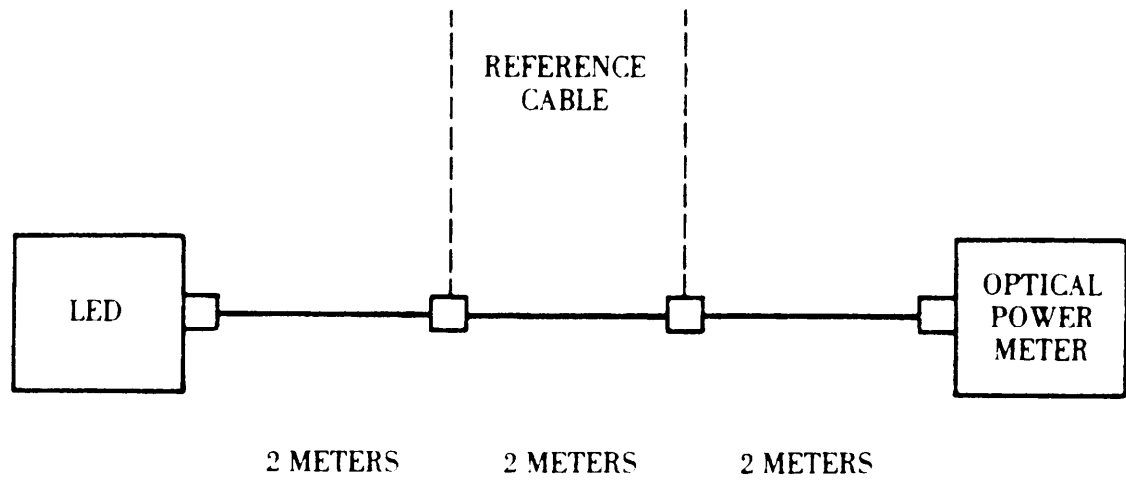 REFERENCE
CABLE
LED
OPTICAL
POWER
METER
2 METERS
2 METERS
2 METERS